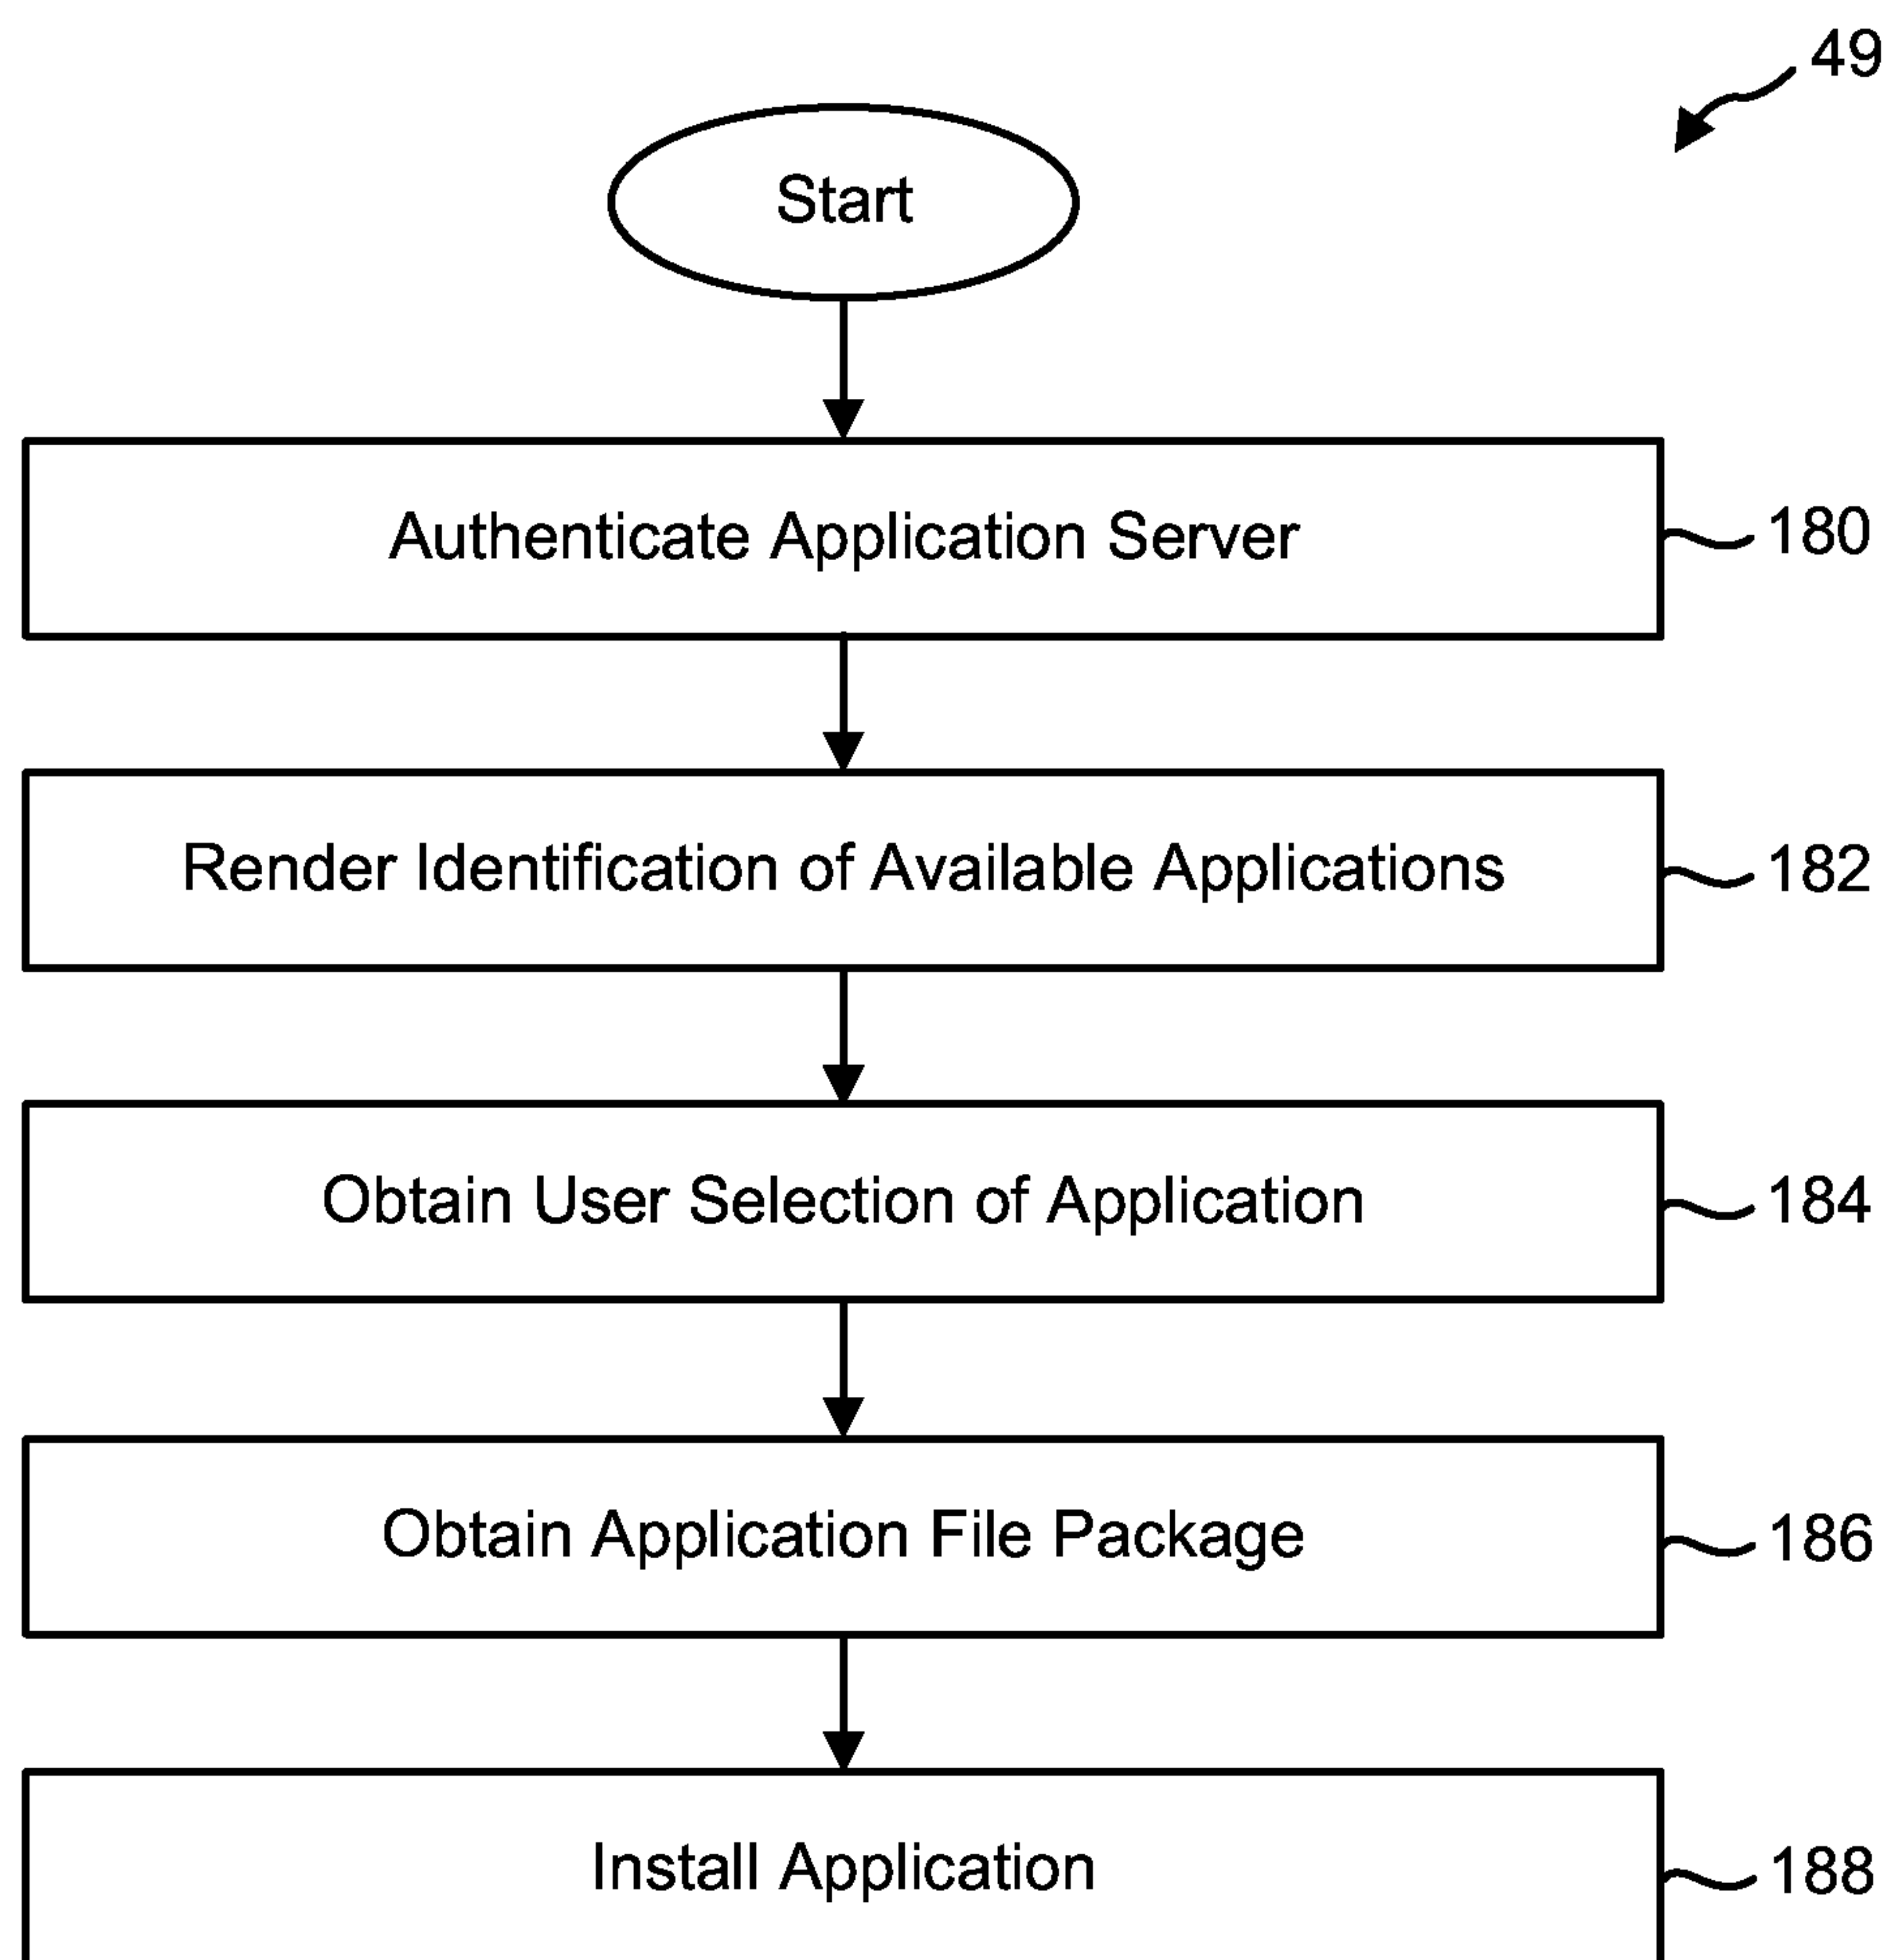 49
Start
Authenticate Application Server
180
Render Identification of Available Applications
182
Obtain User Selection of Application
184
Obtain Application File Package
186
Install Application
188